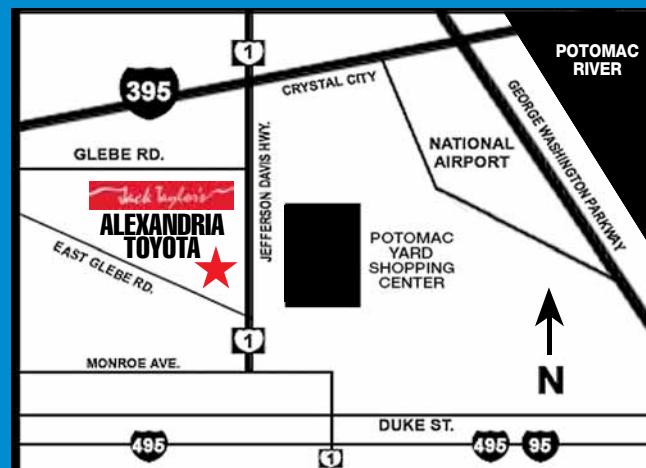 1
POTOMAC
RIVER
395
CRYSTAL CITY
GEORGE WASHINGTON PARKWAY
GLEBE RD.
JEFFERSON DAVIS HWY.
NATIONAL
AIRPORT
Jack Taylor's
ALEXANDRIA
TOYOTA
EAST GLEBE RD.
POTOMAC
YARD
SHOPPING
CENTER
1
MONROE AVE.
N
DUKE ST.
495
1
495
95